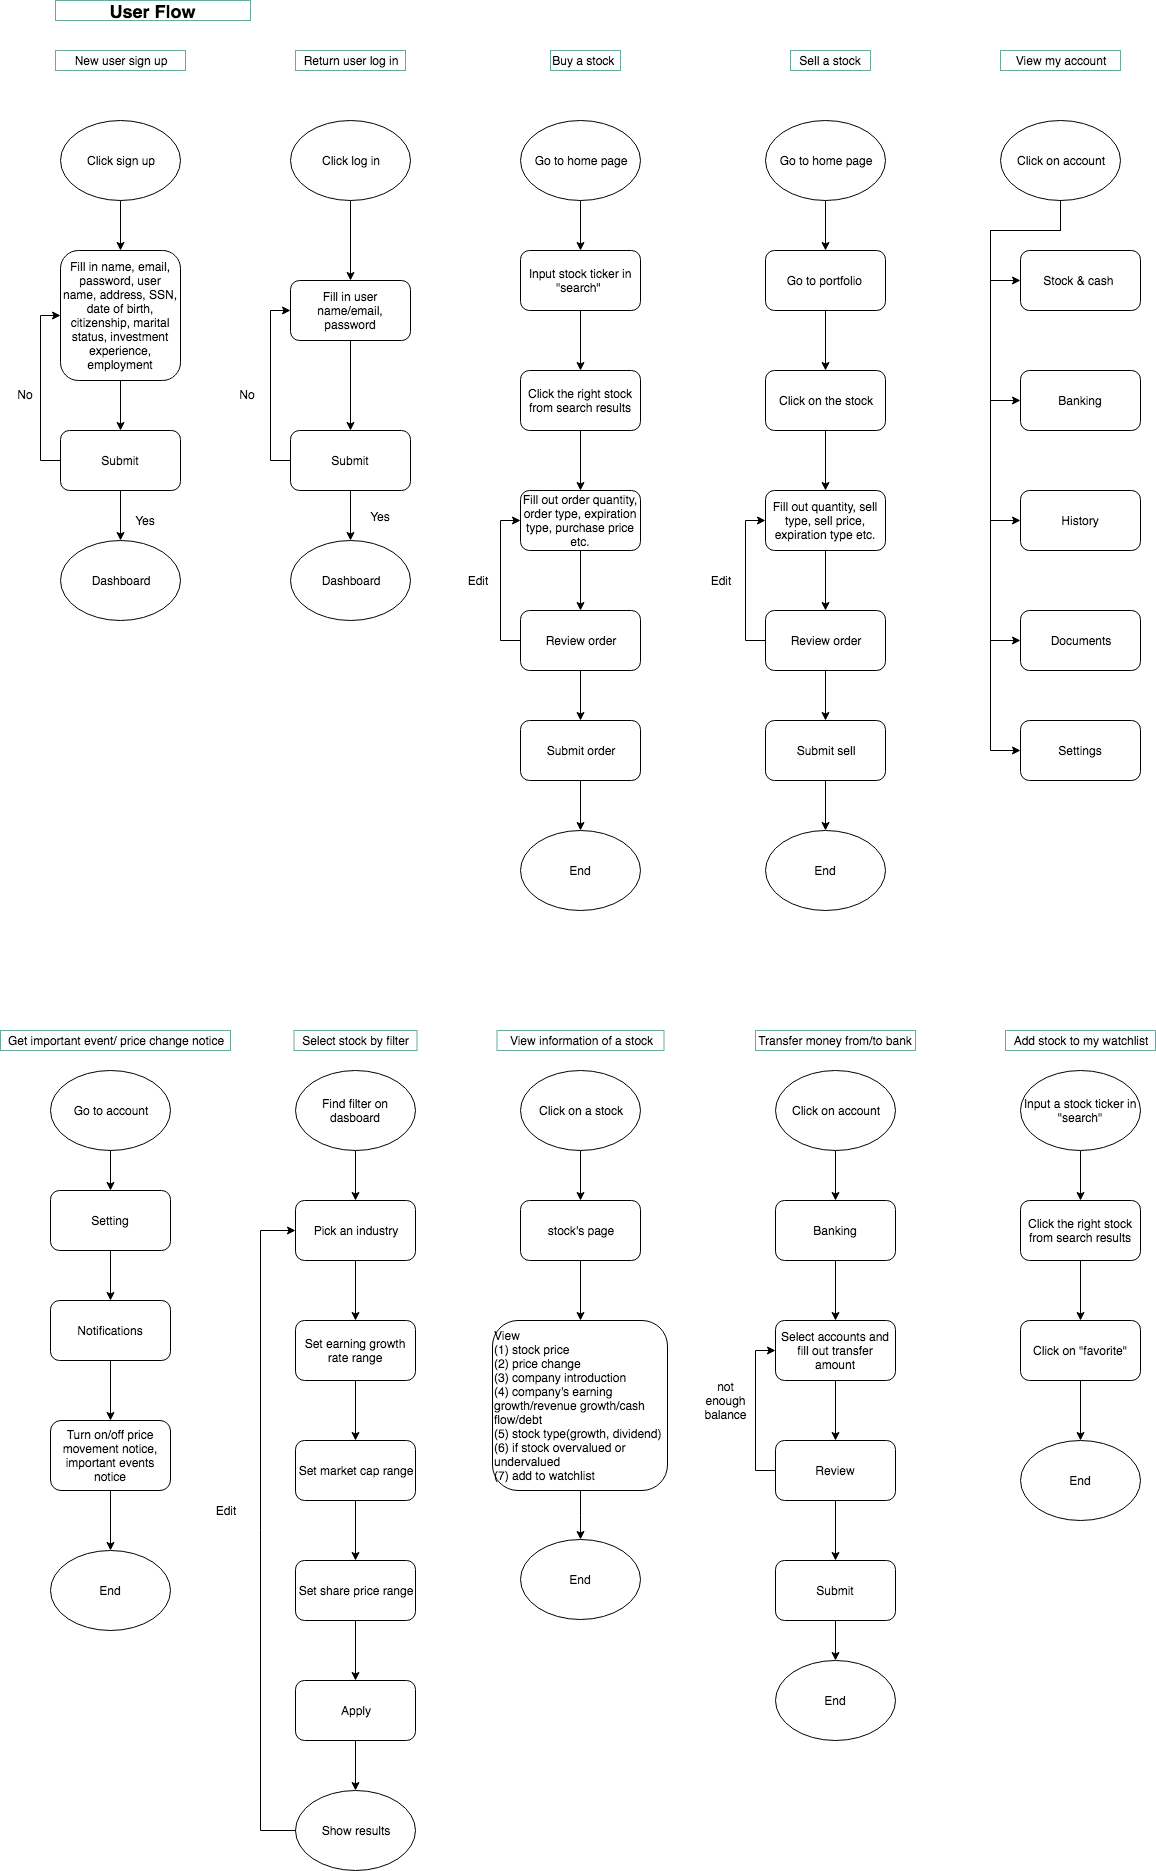 User Flow
New user sign up
Click sign up
Fill in name, email,
password, user
name, address, SSN,
date of birth,
citizenship, marital
status, investment
experience,
employment
No
Submit
Yes
Dashboard
Return user log in
Click log in
Fill in user
name/email,
password
No
Submit
Yes
Dashboard
Buy a stock
Go to home page
Input stock ticker in
"search"
Click the right stock
from search results
Fill out order quantity,
order type, expiration
type, purchase price
etc.
Edit
Review order
Submit order
End
Sell a stock
Go to home page
Go to portfolio
Click on the stock
Fill out quantity, sell
type, sell price,
expiration type etc.
Edit
Review order
Submit sell
End
View my account
Click on account
Stock & cash
Banking
History
Documents
Settings
Get important event/ price change notice
Go to account
Setting
Notifications
Turn on/off price
movement notice,
important events
notice
End
Select stock by filter
Find filter on
dasboard
Pick an industry
Set earning growth
rate range
Set market cap range
Edit
Set share price range
Apply
Show results
View information of a stock
Click on a stock
stock's page
View
(1) stock price
(2) price change
(3) company introduction
(4) company's earning
growth/revenue growth/cash
flow/debt
(5) stock type(growth, dividend)
(6) if stock overvalued or
undervalued
(7) add to watchlist
End
Transfer money from/to bank
Click on account
Banking
Select accounts and
fill out transfer
amount
not
enough
balance
Review
Submit
End
Add stock to my watchlist
Input a stock ticker in
"search"
Click the right stock
from search results
Click on "favorite"
End